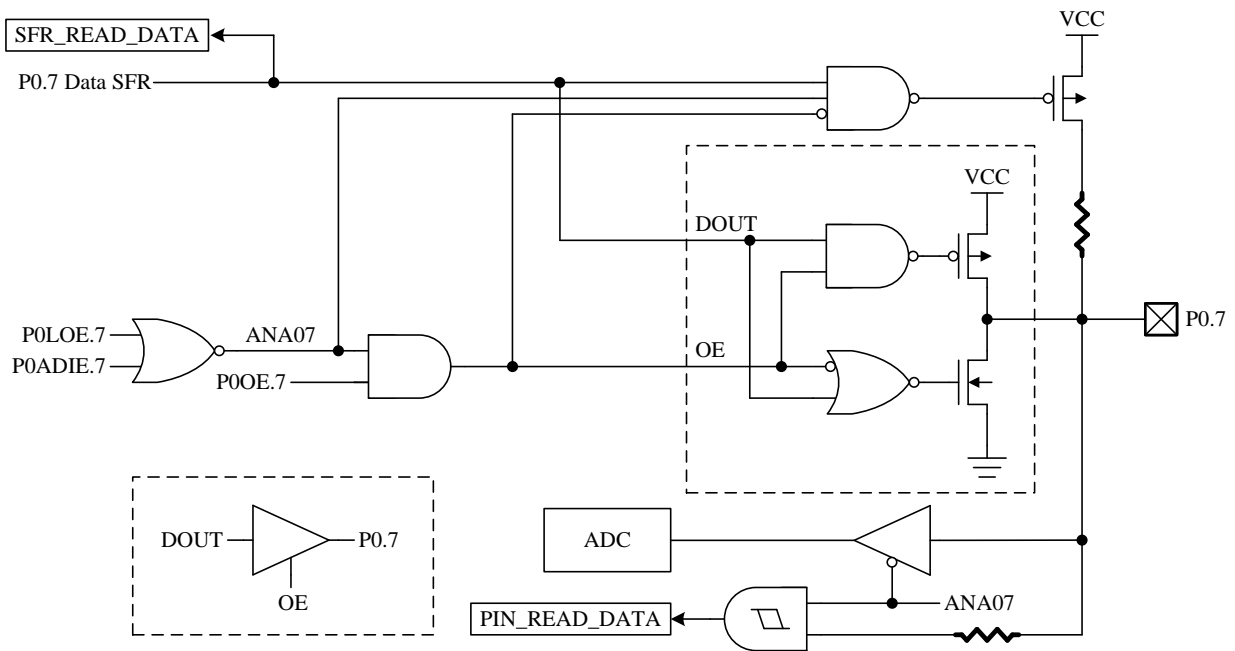 VCC
SFR_READ_DATA
P0.7 Data SFR
VCC
DOUT
P0LOE.7
ANA07
P0.7
P0ADIE.7
P0OE.7
OE
DOUT
P0.7
ADC
OE
PIN_READ_DATA
ANA07